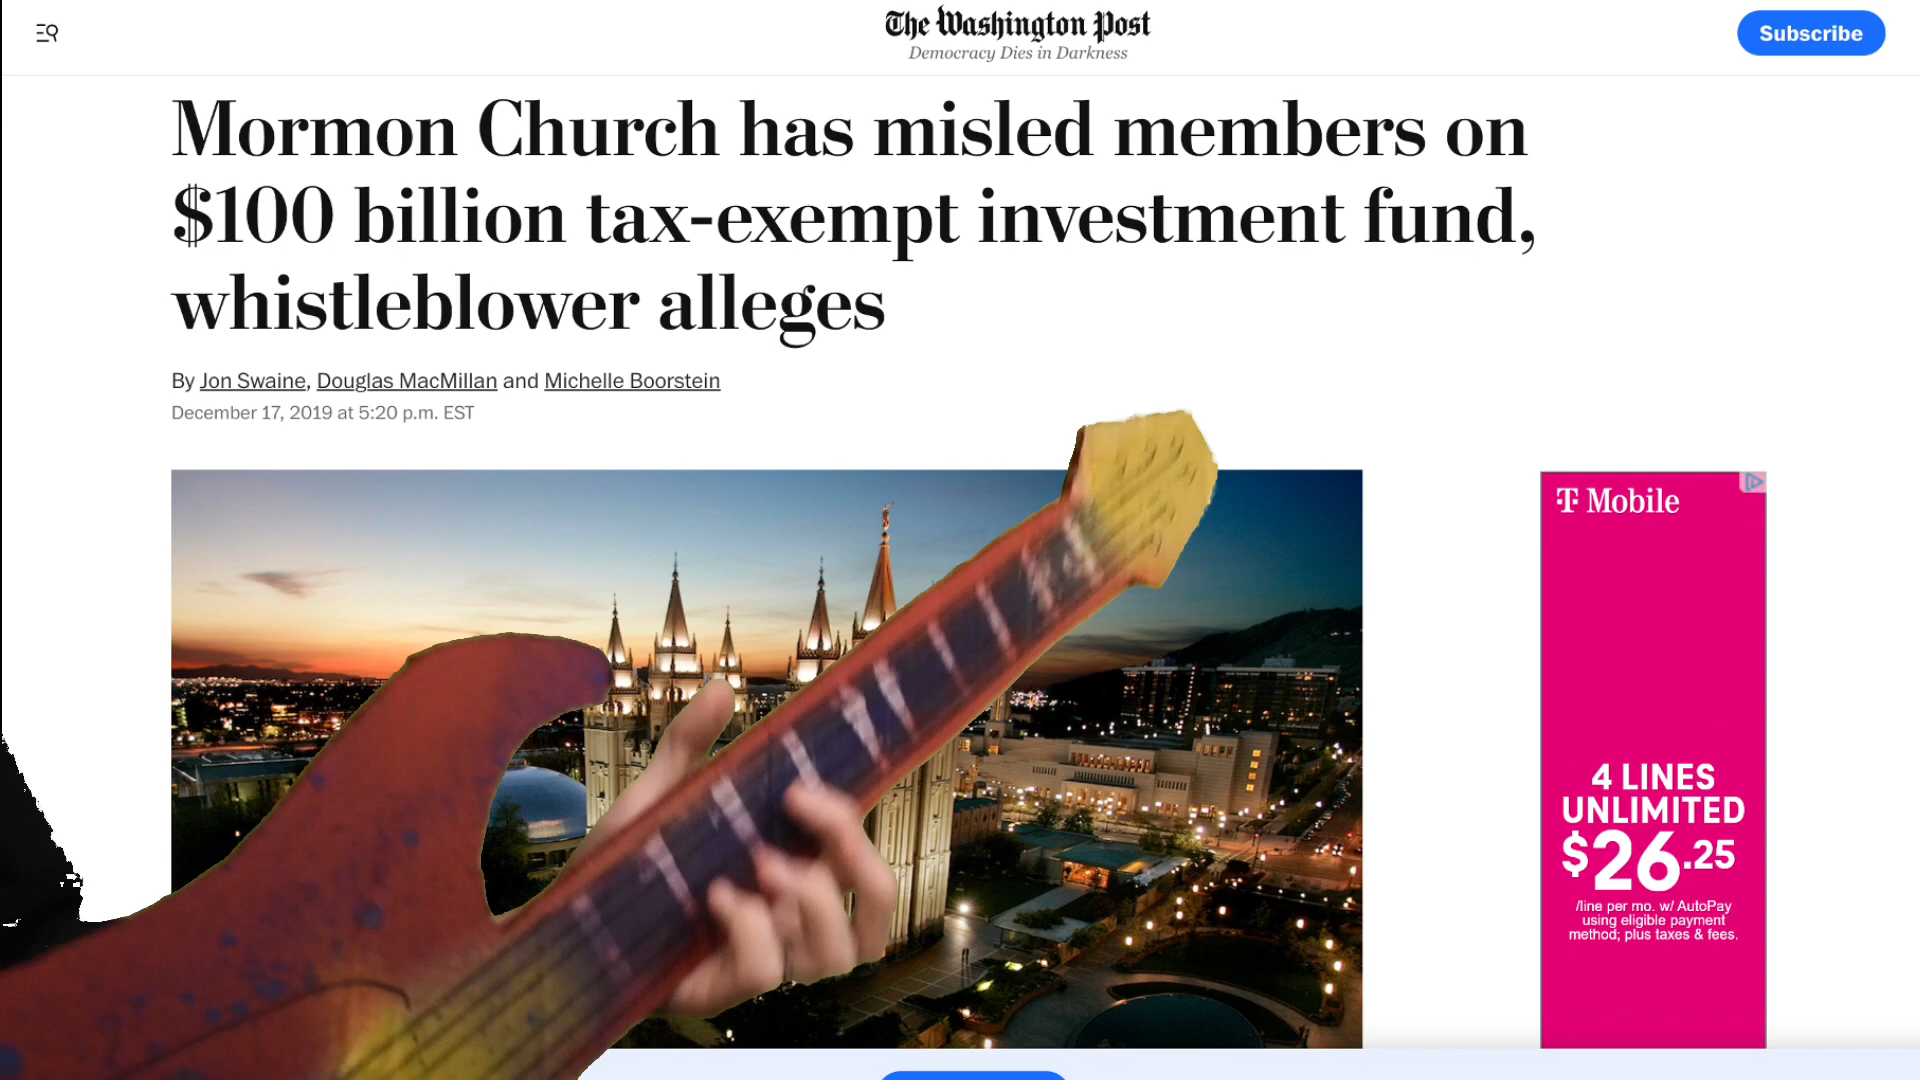 The Washington Post
Democracy Dies in Darkness
Subscribe
Mormon Church has misled members on
$100 billion tax-exempt investment fund,
whistleblower alleges
By Jon Swaine, Douglas MacMillan and Michelle Boorstein
December 17, 2019 at 5:20 p.m. EST
T Mobile
4 LINES
UNLIMITED
$26.25
/line per mo. w/ AutoPay
using eligible payment
method; plus taxes & fees.